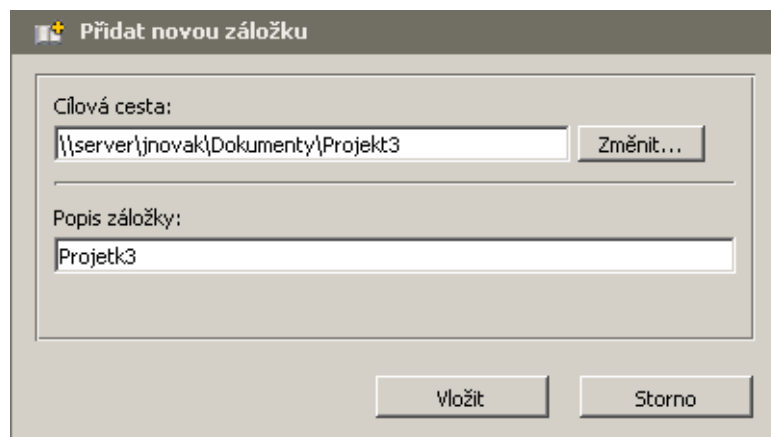 Přidat novou záložku
Cílová cesta:
\\server\jnovak\Dokumenty\Projekt3
Změnit...
Popis záložky:
Projetk3
Vložit
Storno